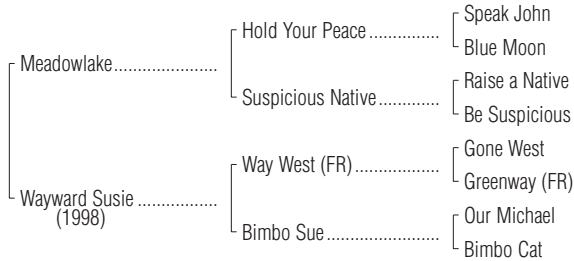 Speak John
Hold Your Peace
Blue Moon
Meadowlake
Raise a Native
Suspicious Native
Be Suspicious
Gone West
Way West (FR)
Greenway (FR)
Wayward Susie
(1998)
Our Michael
Bimbo Sue
Bimbo Cat